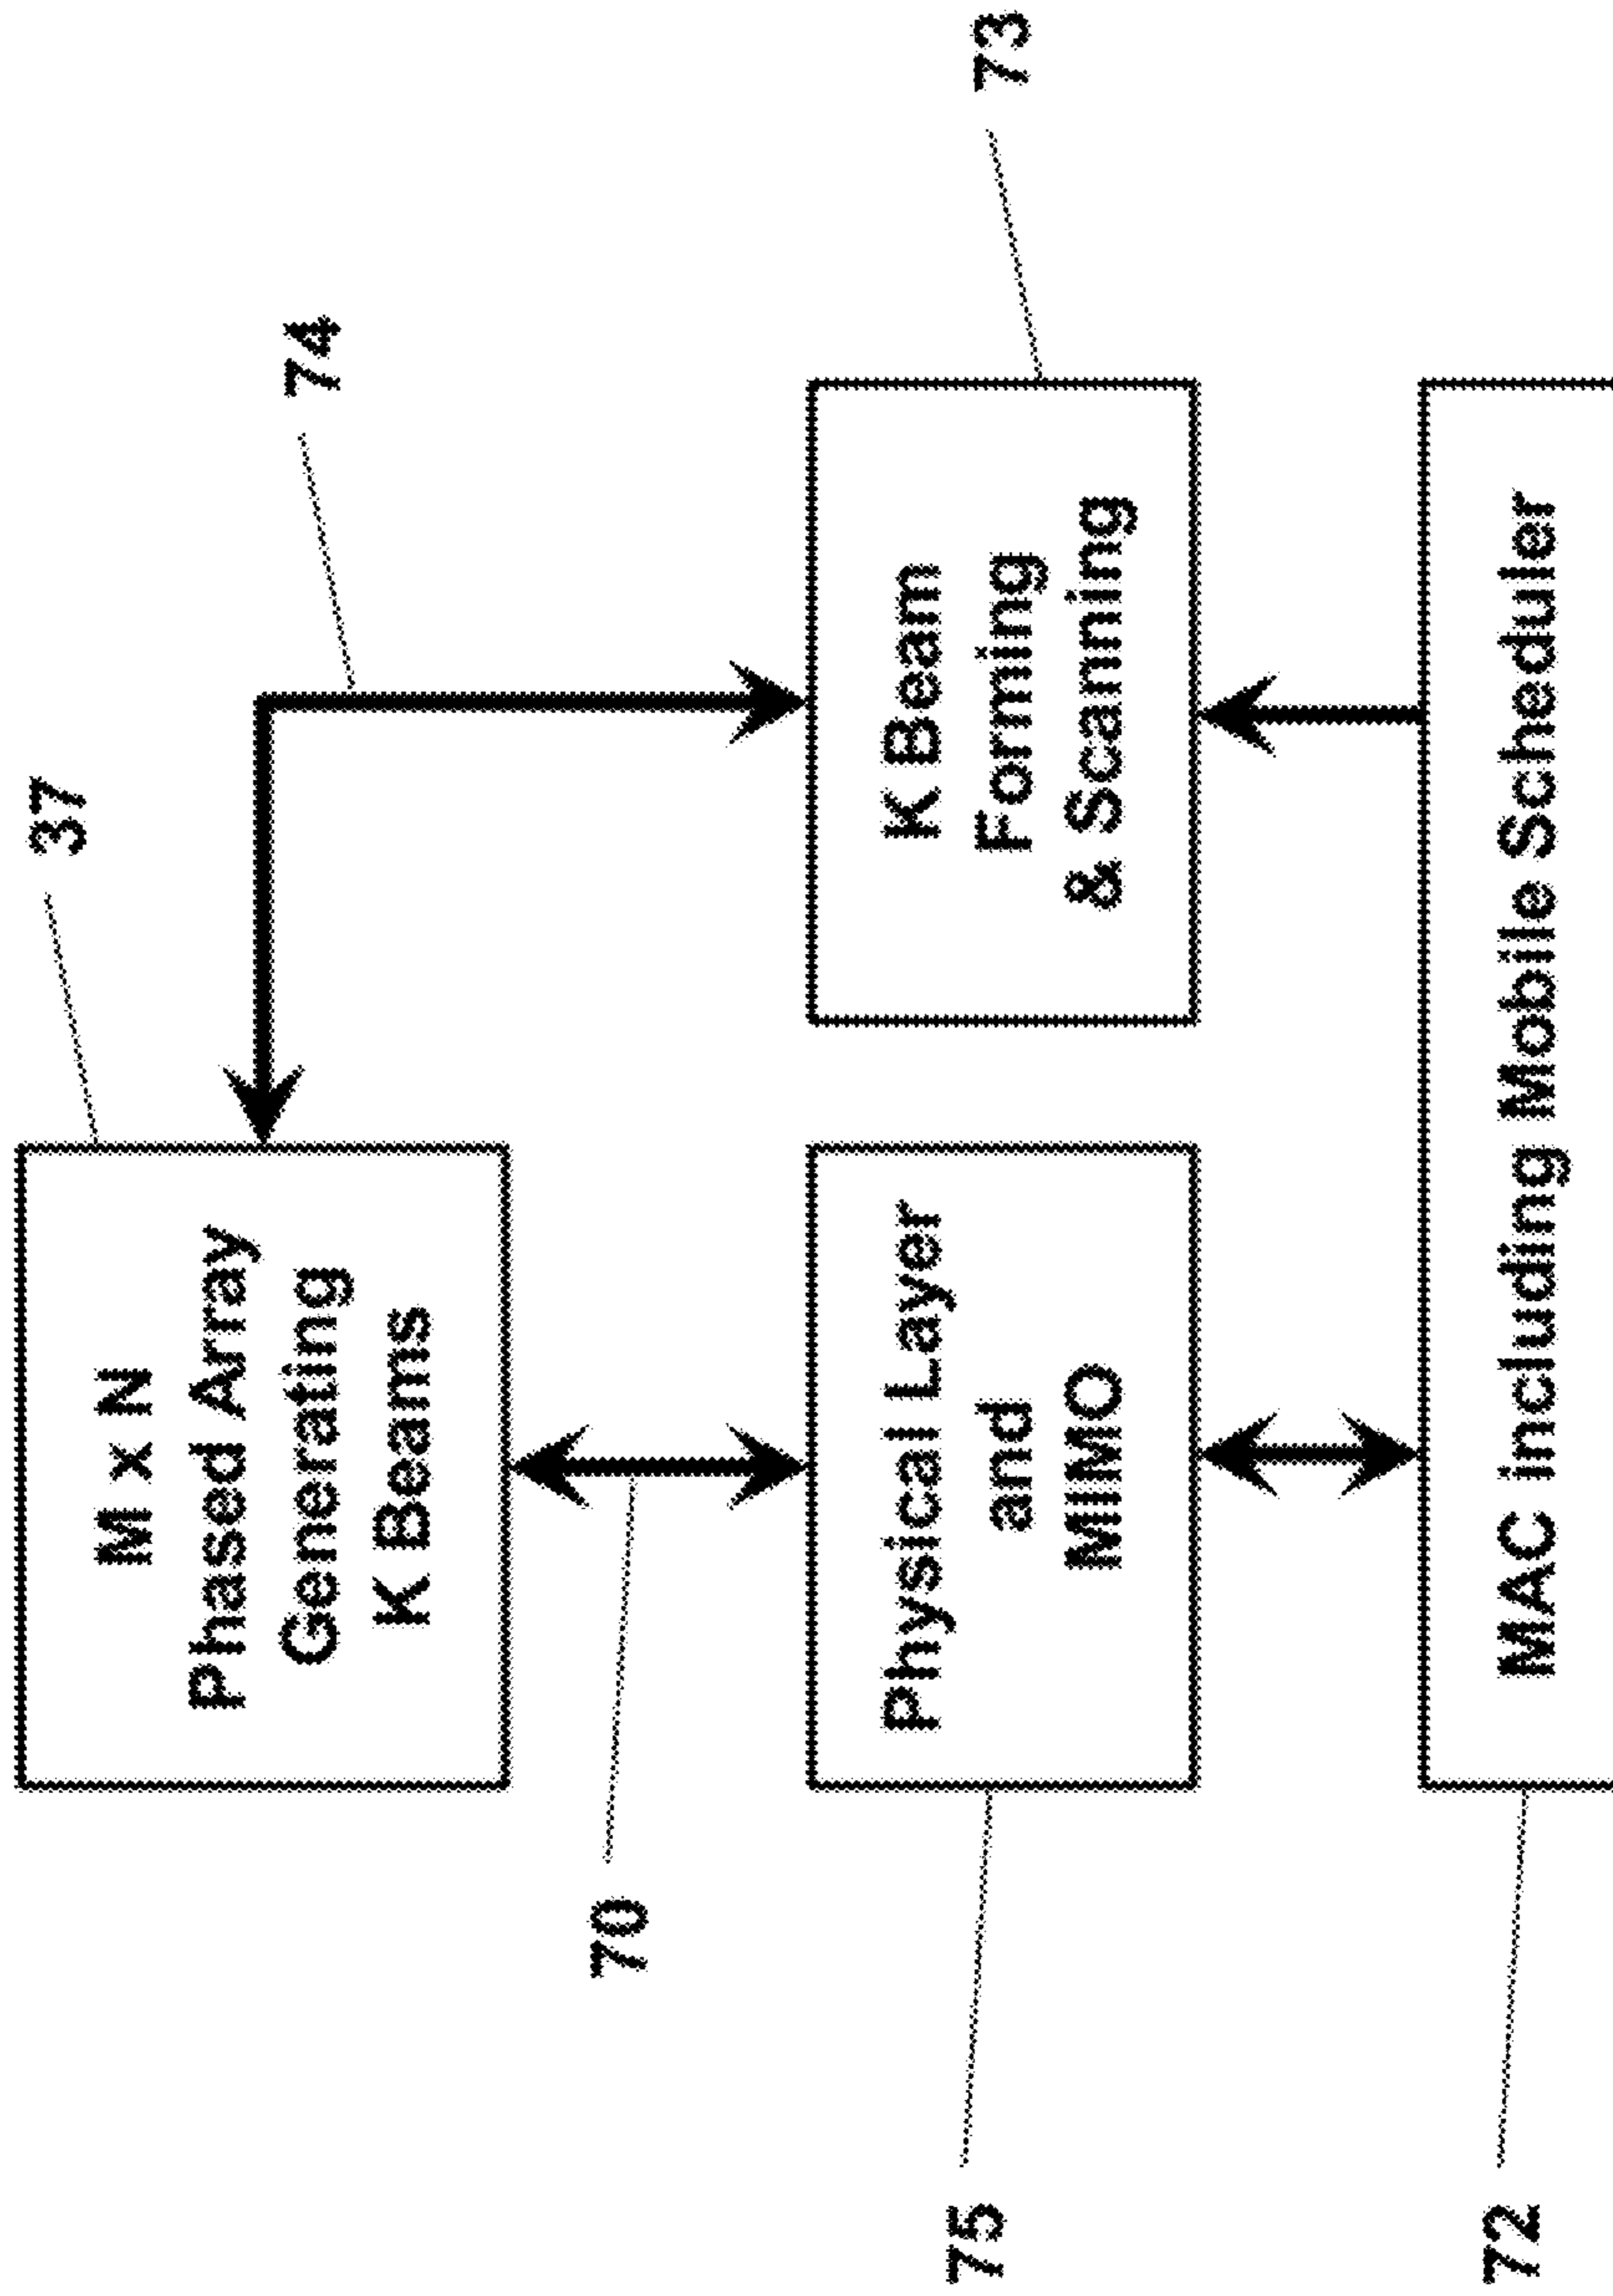 37
M x N
Phased Array
Generating
K Beams
74
70
75
Physical Layer
and
MIMO
K Beam
Forming
& Scanning
73
72
MAC including Mobile Scheduler